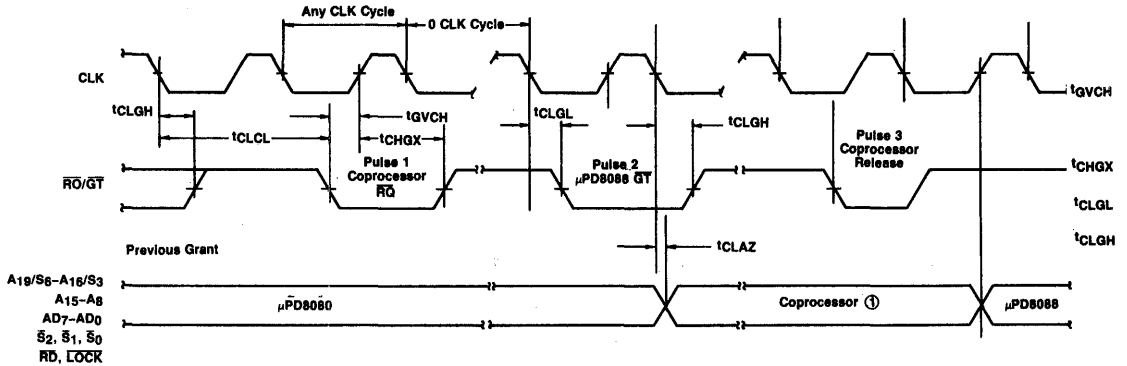 Any CLK Cycle
0 CLK Cycle
CLK
tGVCH
tCLGH
tGVCH
tCLGL
tCLGH
tCLCL
tCHGX
Pulse 1
Coprocessor
RQ
Pulse 2
μPD8088 GT
Pulse 3
Coprocessor
Release
RO/GT
tCHGX
tCLGL
tCLGH
Previous Grant
tCLAZ
A19/S6–A16/S3
A15–A8
AD7–AD0
S2, S1, S0
RD, LOCK
μPD8080
Coprocessor ①
μPD8088